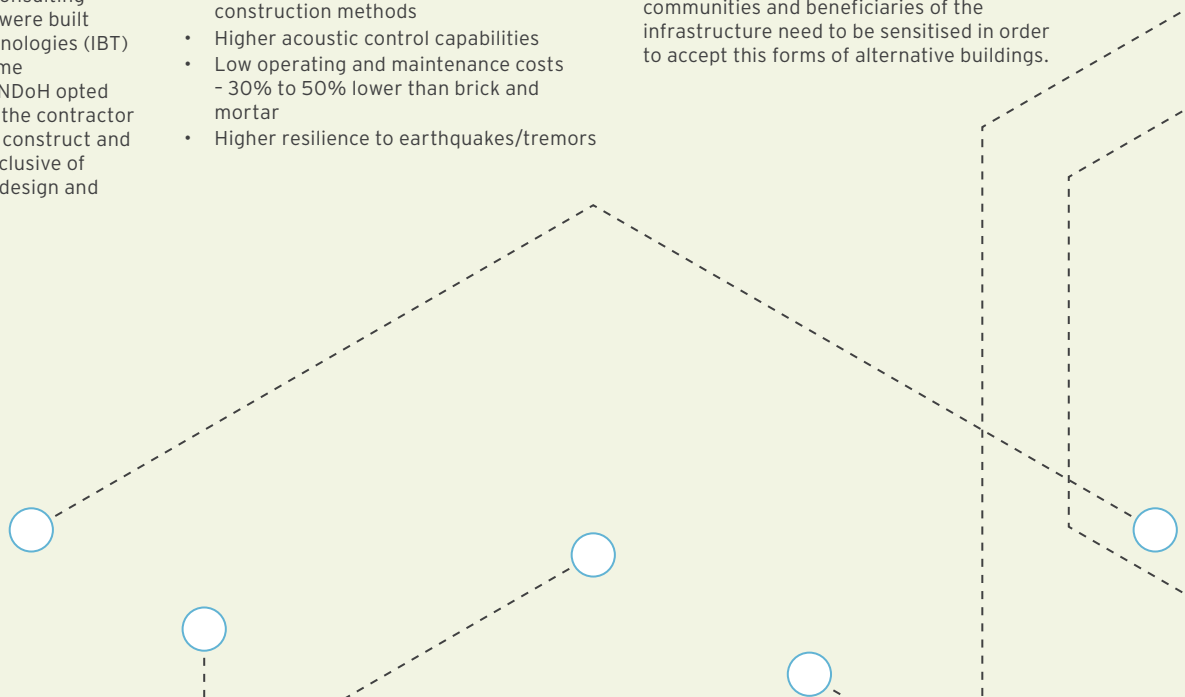 were built
nologies (IBT)
me
NDoH opted
the contractor
construct and
clusive of
design and
construction methods
• Higher acoustic control capabilities
• Low operating and maintenance costs
– 30% to 50% lower than brick and
mortar
• Higher resilience to earthquakes/tremors
communities and beneficiaries of the
infrastructure need to be sensitised in order
to accept this forms of alternative buildings.